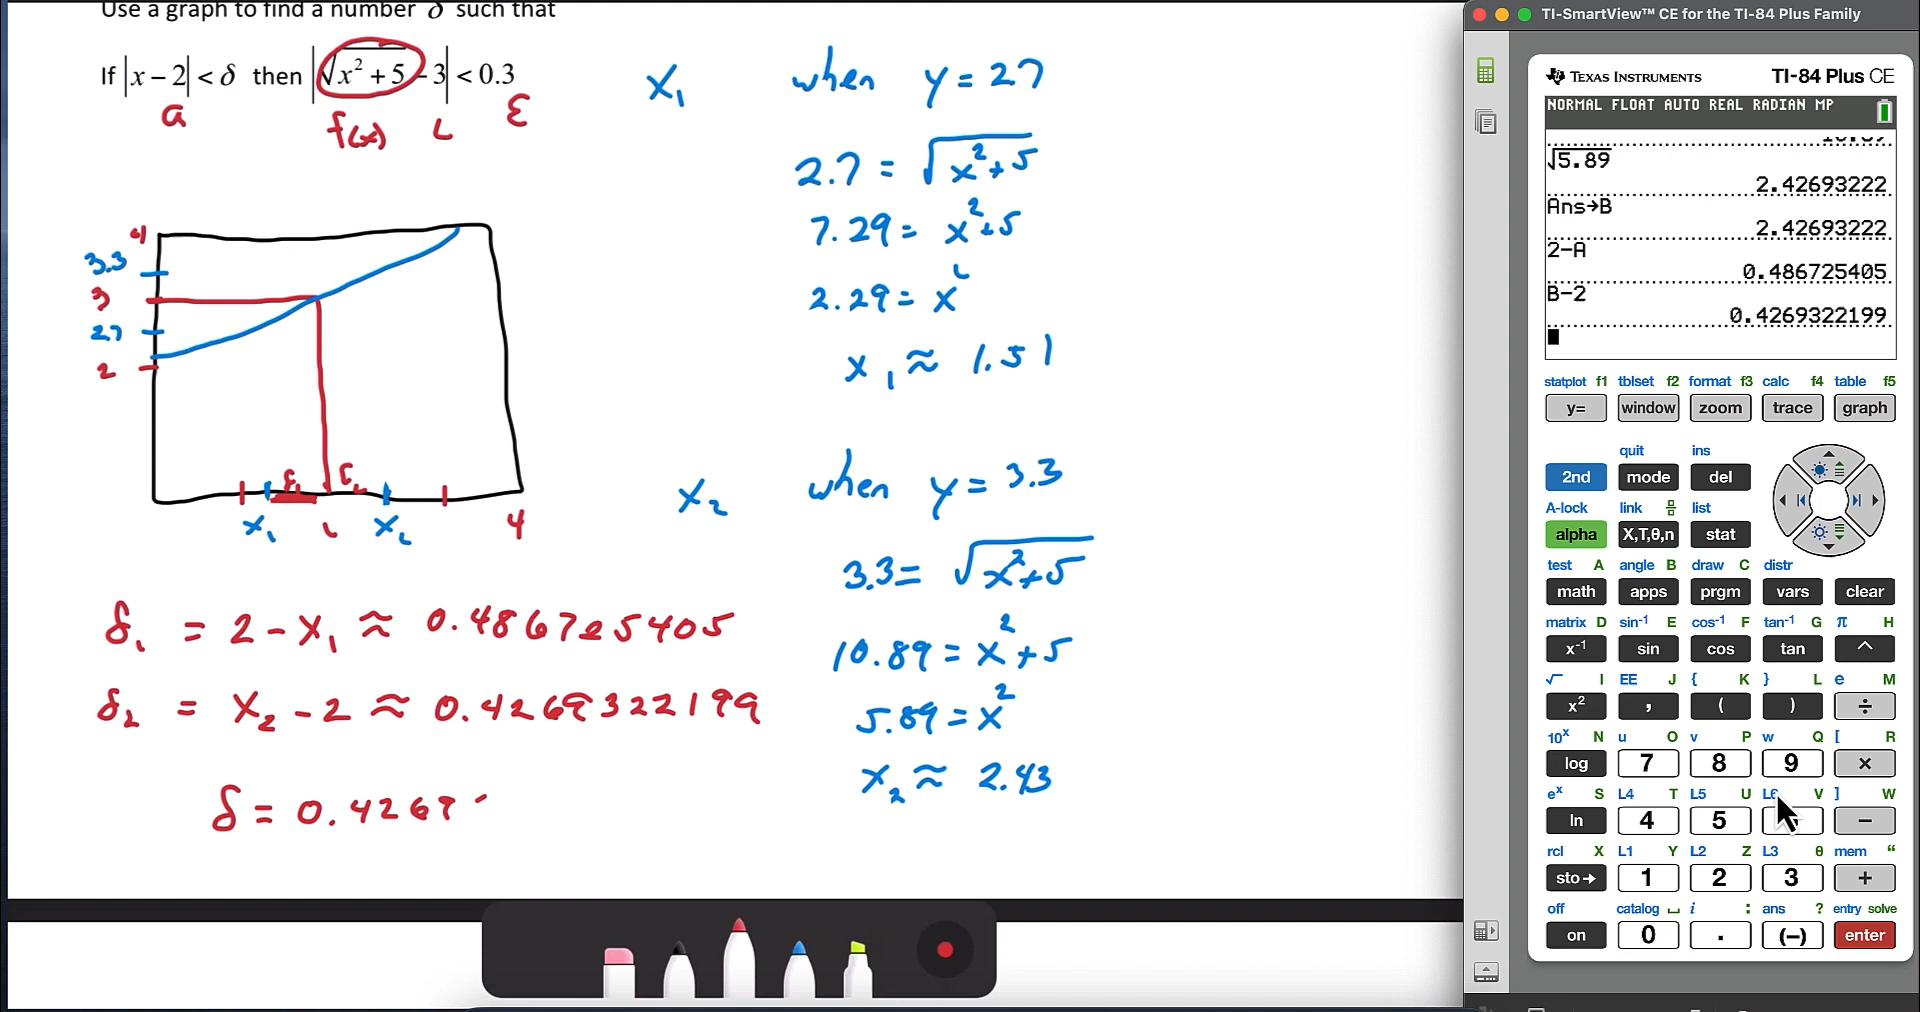 Use a graph to find a number δ such that
If |x − 2| < δ then |√x² + 5 - 3| < 0.3
a f(x) L ε
4
3.3
3
2.7
2
δ₁ δ₂
x₁ 2 x₂ 4
δ₁ = 2 - x₁ ≈ 0.486725405
δ₂ = x₂ - 2 ≈ 0.4269322199
δ = 0.4269
x₁ when y = 27
2.7 = √x²+5
7.29 = x²+5
2.29 = x²
x₁ ≈ 1.51
x₂ when y = 3.3
3.3 = √x²+5
10.89 = x²+5
5.89 = x²
x₂ ≈ 2.43
TI-SmartView™ CE for the TI-84 Plus Family
TEXAS INSTRUMENTS TI-84 Plus CE
NORMAL FLOAT AUTO REAL RADIAN MP
√5.89
2.42693222
Ans→B
2.42693222
2-A
0.486725405
B-2
0.4269322199
statplot f1 tblset f2 format f3 calc f4 table f5
y= window zoom trace graph
quit ins
2nd mode del
A-lock link list
alpha X,T,θ,n stat
test A angle B draw C distr
math apps prgm vars clear
matrix D sin⁻¹ E cos⁻¹ F tan⁻¹ G π H
x⁻¹ sin cos tan ^
√ I EE J { K } L e M
x² , ( ) ÷
10ˣ N u O v P w Q [ R
log 7 8 9 ×
eˣ S L4 T L5 U L6 V ] W
ln 4 5 −
rcl X L1 Y L2 Z L3 θ mem “
sto→ 1 2 3 +
off catalog ⎵ i : ans ? entry solve
on 0 . (−) enter